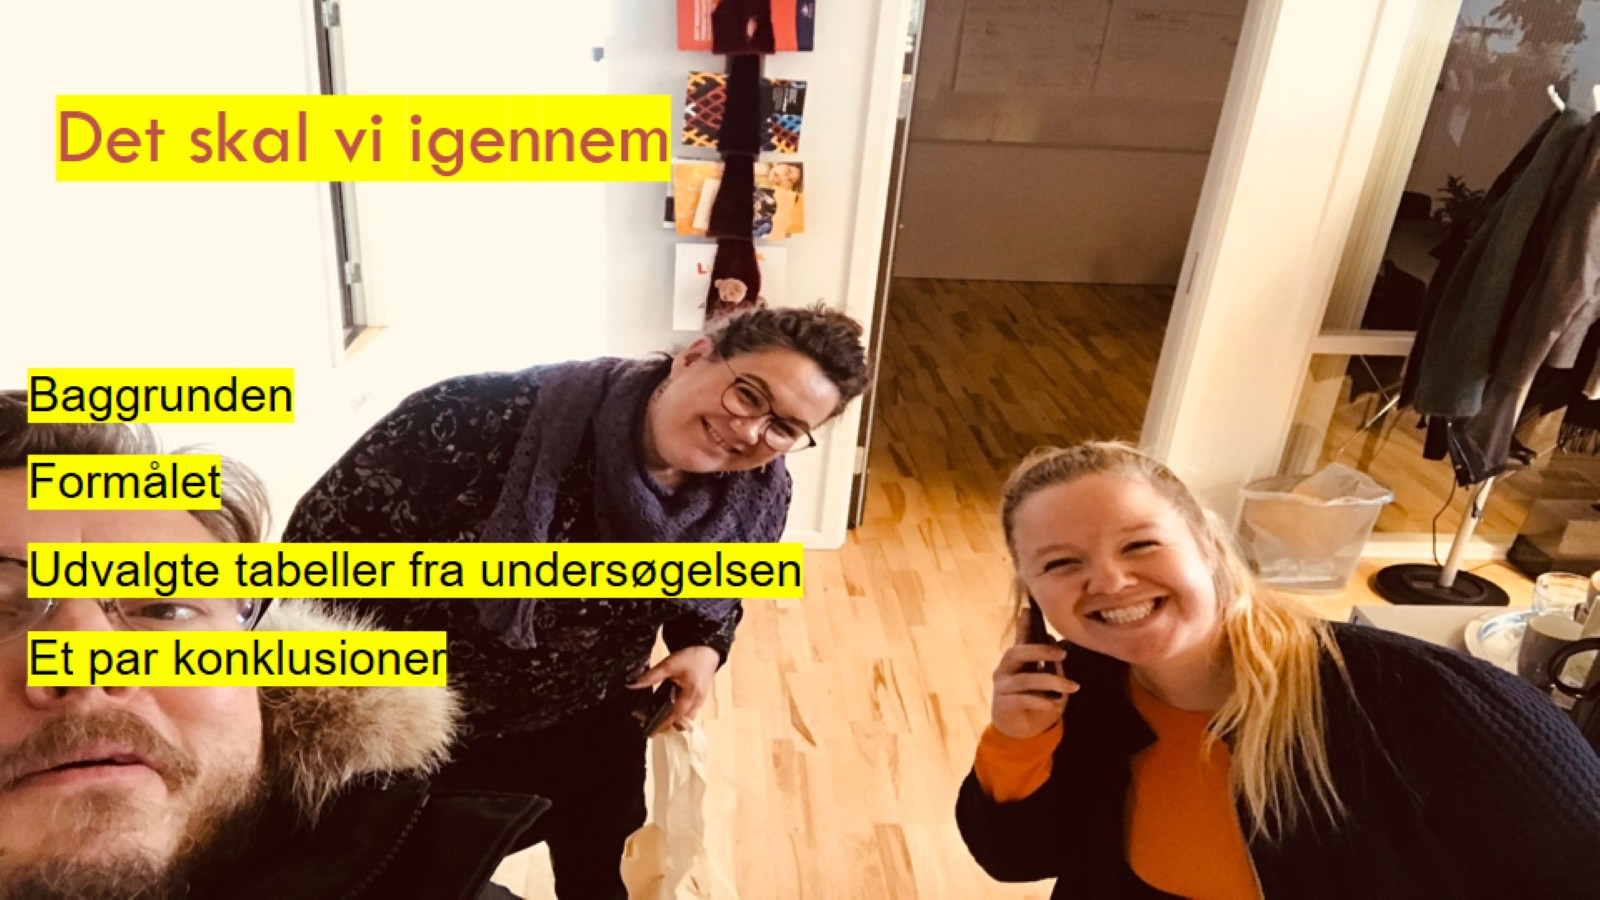 Det skal vi igennem
Baggrunden
Formålet
Udvalgte tabeller fra undersøgelsen
Et par konklusioner